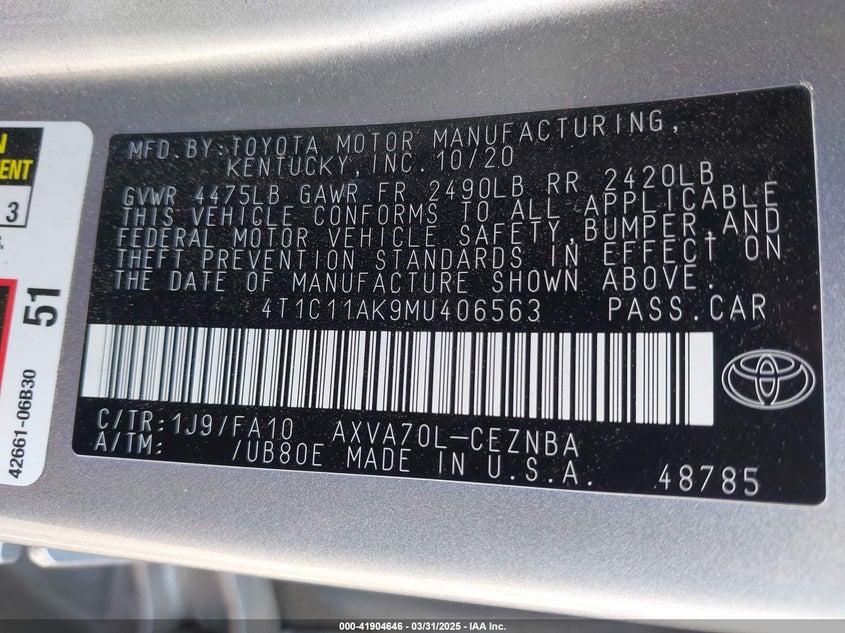 MFD.BY:TOYOTA MOTOR MANUFACTURING,
KENTUCKY,INC.10/20
GVWR 4475LB GAWR FR 2490LB RR 2420LB
THIS VEHICLE CONFORMS TO ALL APPLICABLE
FEDERAL MOTOR VEHICLE SAFETY,BUMPER,AND
THEFT PREVENTION STANDARDS IN EFFECT ON
THE DATE OF MANUFACTURE SHOWN ABOVE.
4T1C11AK9MU406563 PASS.CAR
C/TR:1J9/FA10 AXVA70L-CEZNBA
A/TM: /UB80E MADE IN U.S.A. 48785
3
51
42661-06B30
000-41904646 - 03/31/2025 - IAA Inc.